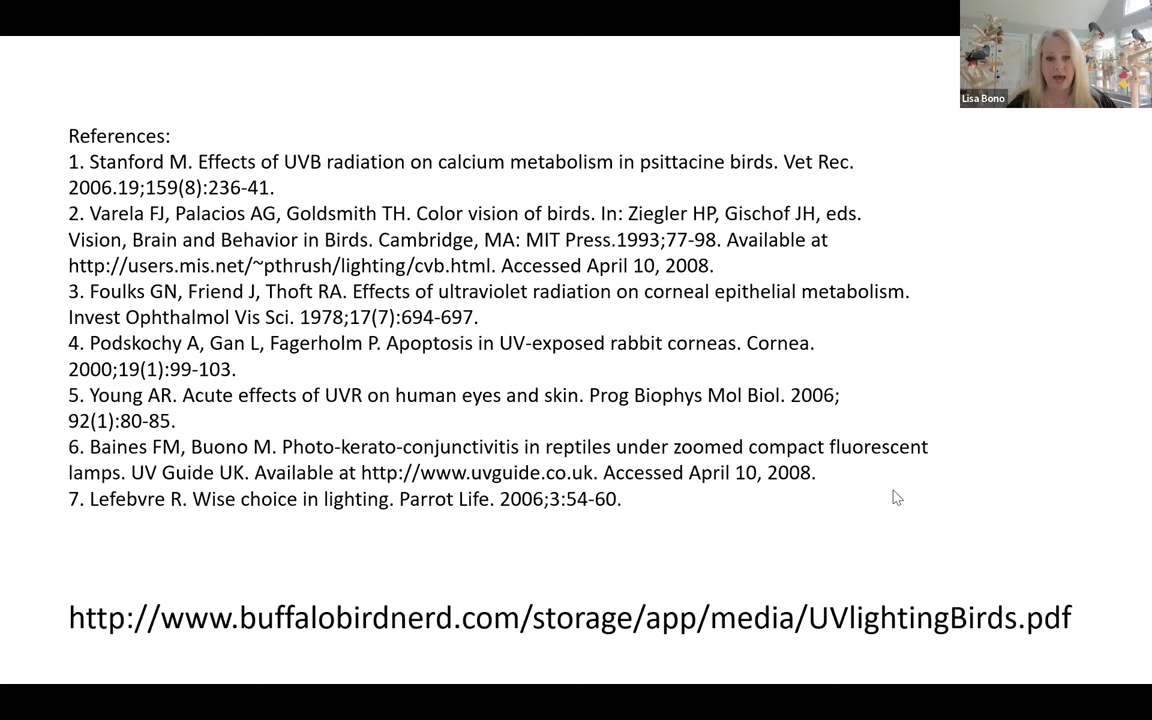 Lisa Bono
References:
1. Stanford M. Effects of UVB radiation on calcium metabolism in psittacine birds. Vet Rec.
2006.19;159(8):236-41.
2. Varela FJ, Palacios AG, Goldsmith TH. Color vision of birds. In: Ziegler HP, Gischof JH, eds.
Vision, Brain and Behavior in Birds. Cambridge, MA: MIT Press.1993;77-98. Available at
http://users.mis.net/~pthrush/lighting/cvb.html. Accessed April 10, 2008.
3. Foulks GN, Friend J, Thoft RA. Effects of ultraviolet radiation on corneal epithelial metabolism.
Invest Ophthalmol Vis Sci. 1978;17(7):694-697.
4. Podskochy A, Gan L, Fagerholm P. Apoptosis in UV-exposed rabbit corneas. Cornea.
2000;19(1):99-103.
5. Young AR. Acute effects of UVR on human eyes and skin. Prog Biophys Mol Biol. 2006;
92(1):80-85.
6. Baines FM, Buono M. Photo-kerato-conjunctivitis in reptiles under zoomed compact fluorescent
lamps. UV Guide UK. Available at http://www.uvguide.co.uk. Accessed April 10, 2008.
7. Lefebvre R. Wise choice in lighting. Parrot Life. 2006;3:54-60.
http://www.buffalobirdnerd.com/storage/app/media/UVlightingBirds.pdf